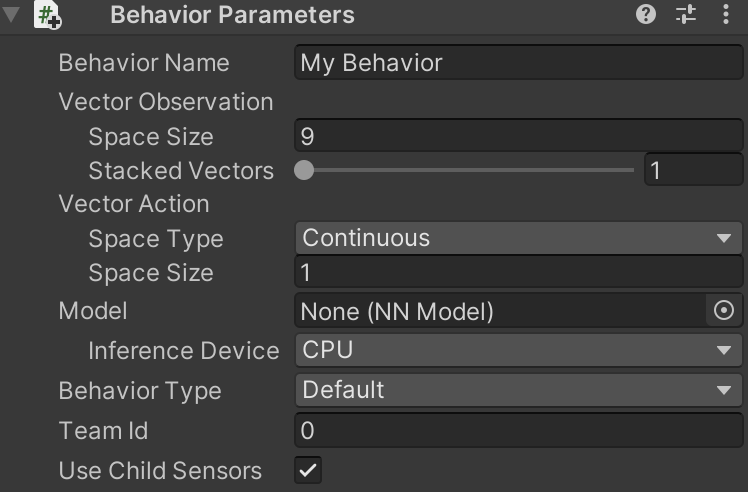 Behavior Parameters
Behavior Name My Behavior
Vector Observation
Space Size 9
Stacked Vectors 1
Vector Action
Space Type Continuous
Space Size 1
Model None (NN Model)
Inference Device CPU
Behavior Type Default
Team Id 0
Use Child Sensors